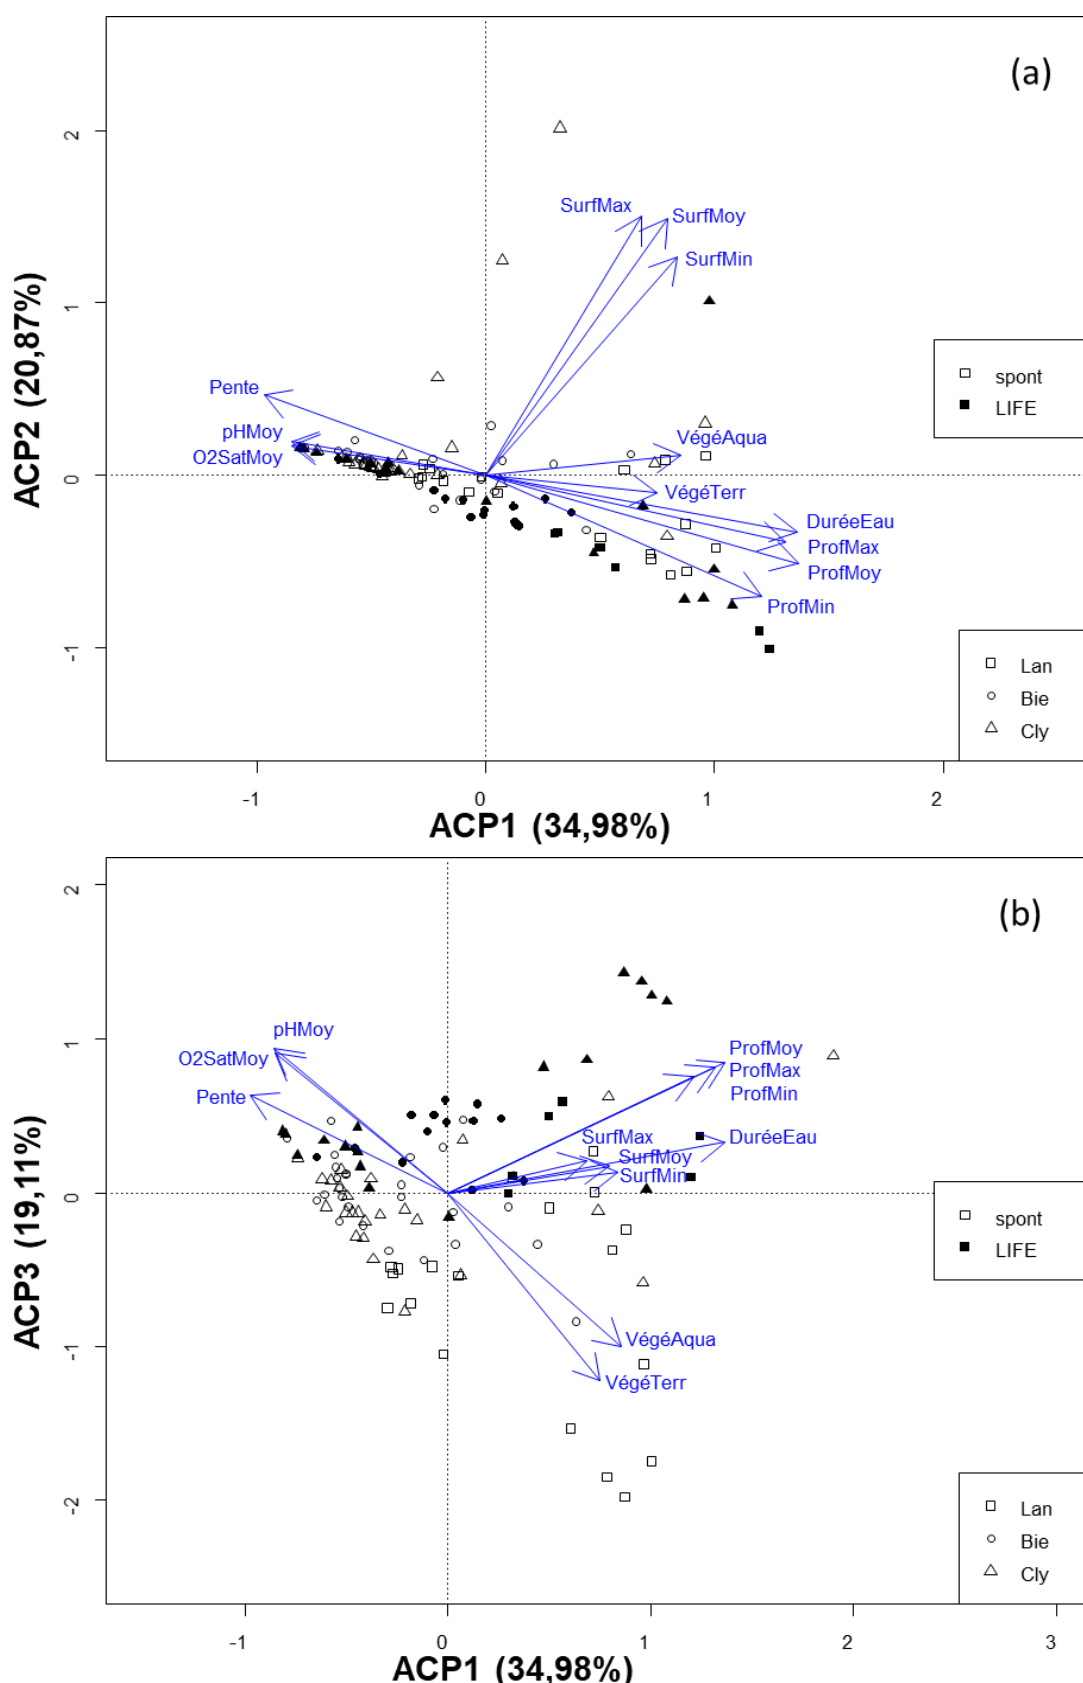 (a)
2
SurfMax
SurfMoy
SurfMin
1
spont
LIFE
Pente
pHMoy
O2SatMoy
VégéAqua
VégéTerr
0
DuréeEau
ProfMax
ProfMoy
ProfMin
-1
Lan
Bie
Cly
ACP2 (20,87%)
-1
0
1
2
ACP1 (34,98%)
(b)
2
pHMoy
O2SatMoy
Pente
1
ProfMoy
ProfMax
ProfMin
SurfMax
DuréeEau
SurfMoy
SurfMin
0
spont
LIFE
VégéAqua
-1
VégéTerr
-2
Lan
Bie
Cly
ACP3 (19,11%)
-1
0
1
2
3
ACP1 (34,98%)